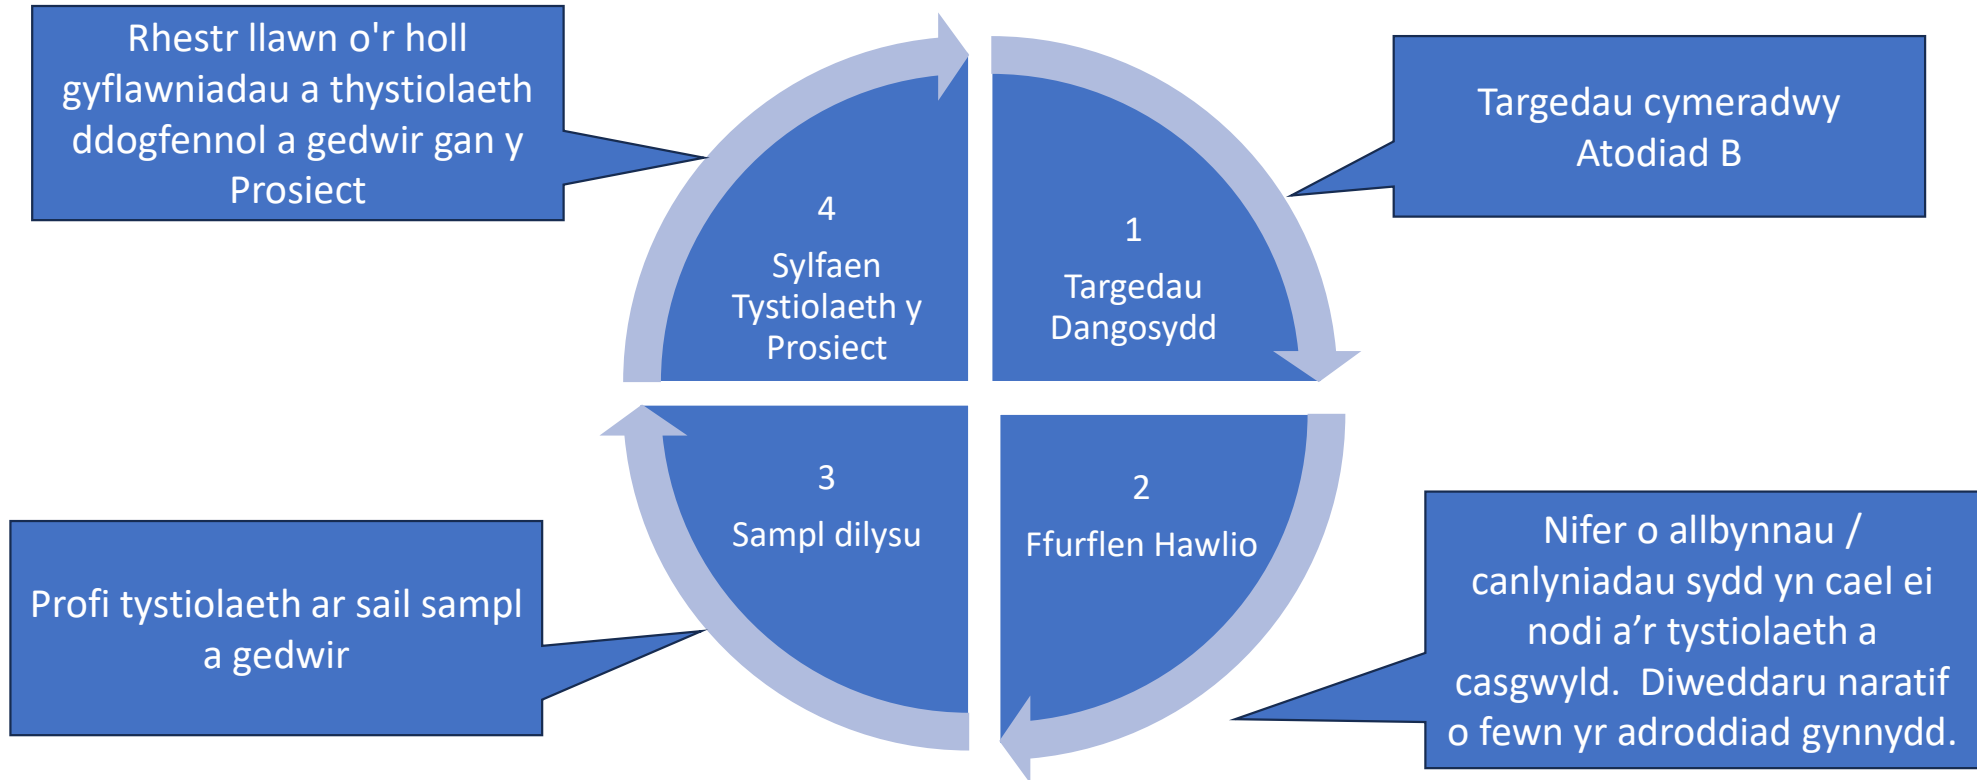 Rhestr llawn o'r holl
gyflawniadau a thystiolaeth
ddogfennol a gedwir gan y
Prosiect
Targedau cymeradwy
Atodiad B
4
Sylfaen
Tystiolaeth y
Prosiect
1
Targedau
Dangosydd
3
Sampl dilysu
2
Ffurflen Hawlio
Profi tystiolaeth ar sail sampl
a gedwir
Nifer o allbynnau /
canlyniadau sydd yn cael ei
nodi a’r tystiolaeth a
casgwyld.  Diweddaru naratif
o fewn yr adroddiad gynnydd.